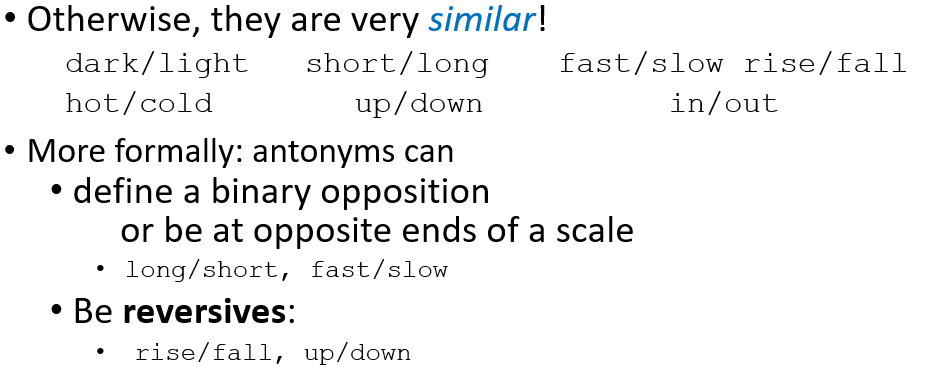 • Otherwise, they are very similar!
dark/light short/long fast/slow rise/fall
hot/cold up/down in/out
• More formally: antonyms can
• define a binary opposition
or be at opposite ends of a scale
• long/short, fast/slow
• Be reversives:
• rise/fall, up/down